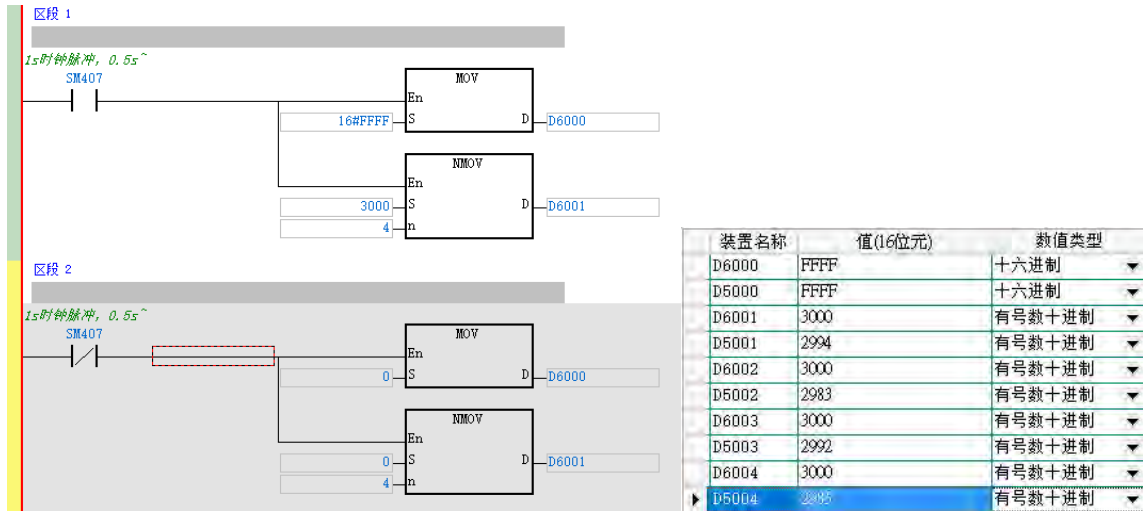 区段 1
1s时钟脉冲, 0.5s~
SM407
MOV
En
16#FFFF
S
D
D6000
NMOV
En
3000
S
D
D6001
4
n
区段 2
1s时钟脉冲, 0.5s~
SM407
MOV
En
0
S
D
D6000
NMOV
En
0
S
D
D6001
4
n
装置名称 值(16位元) 数值类型
D6000 FFFF 十六进制
D5000 FFFF 十六进制
D6001 3000 有号数十进制
D5001 2994 有号数十进制
D6002 3000 有号数十进制
D5002 2983 有号数十进制
D6003 3000 有号数十进制
D5003 2992 有号数十进制
D6004 3000 有号数十进制
D5004 有号数十进制